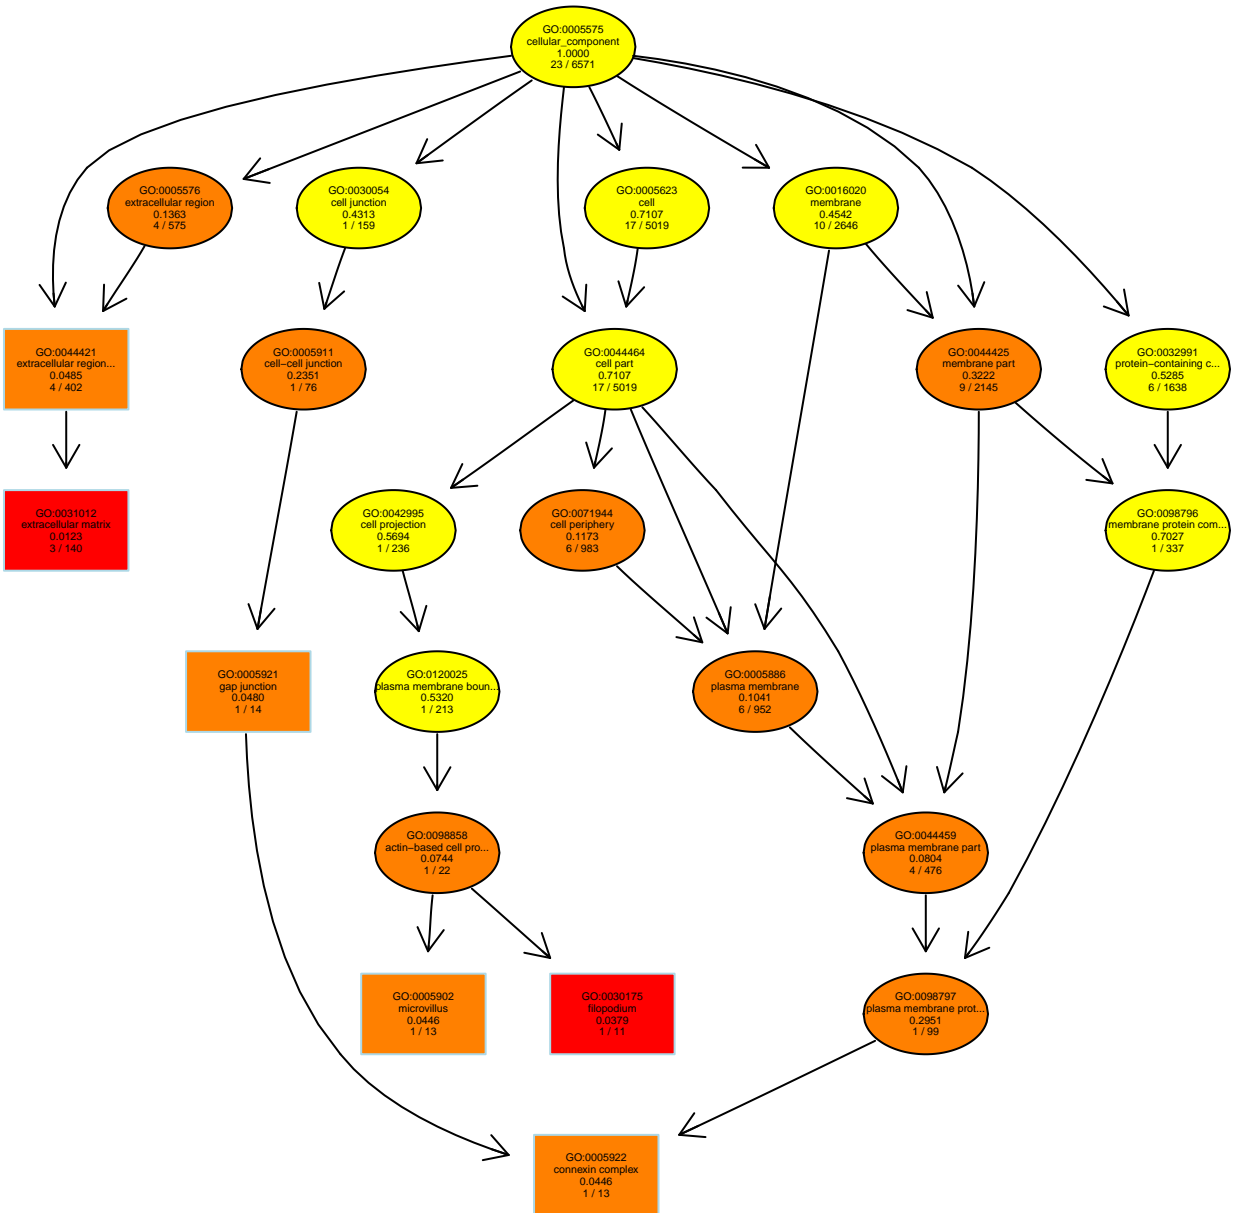 GO:0005575
cellular_component
1.0000
23 / 6571
GO:0005576
extracellular region
0.1363
4 / 575
GO:0030054
cell junction
0.4313
1 / 159
GO:0005623
cell
0.7107
17 / 5019
GO:0016020
membrane
0.4542
10 / 2646
GO:0044421
extracellular region...
0.0485
4 / 402
GO:0005911
cell−cell junction
0.2351
1 / 76
GO:0044464
cell part
0.7107
17 / 5019
GO:0044425
membrane part
0.3222
9 / 2145
GO:0032991
protein−containing c...
0.5285
6 / 1638
GO:0031012
extracellular matrix
0.0123
3 / 140
GO:0042995
cell projection
0.5694
1 / 236
GO:0071944
cell periphery
0.1173
6 / 983
GO:0098796
membrane protein com...
0.7027
1 / 337
GO:0005921
gap junction
0.0480
1 / 14
GO:0120025
plasma membrane boun...
0.5320
1 / 213
GO:0005886
plasma membrane
0.1041
6 / 952
GO:0098858
actin−based cell pro...
0.0744
1 / 22
GO:0044459
plasma membrane part
0.0804
4 / 476
GO:0005902
microvillus
0.0446
1 / 13
GO:0030175
filopodium
0.0379
1 / 11
GO:0098797
plasma membrane prot...
0.2951
1 / 99
GO:0005922
connexin complex
0.0446
1 / 13